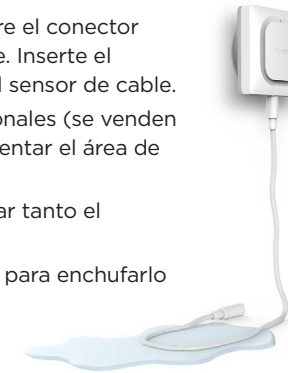 re el conector
e. Inserte el
l sensor de cable.
onales (se venden
entar el área de
ar tanto el
para enchufarlo